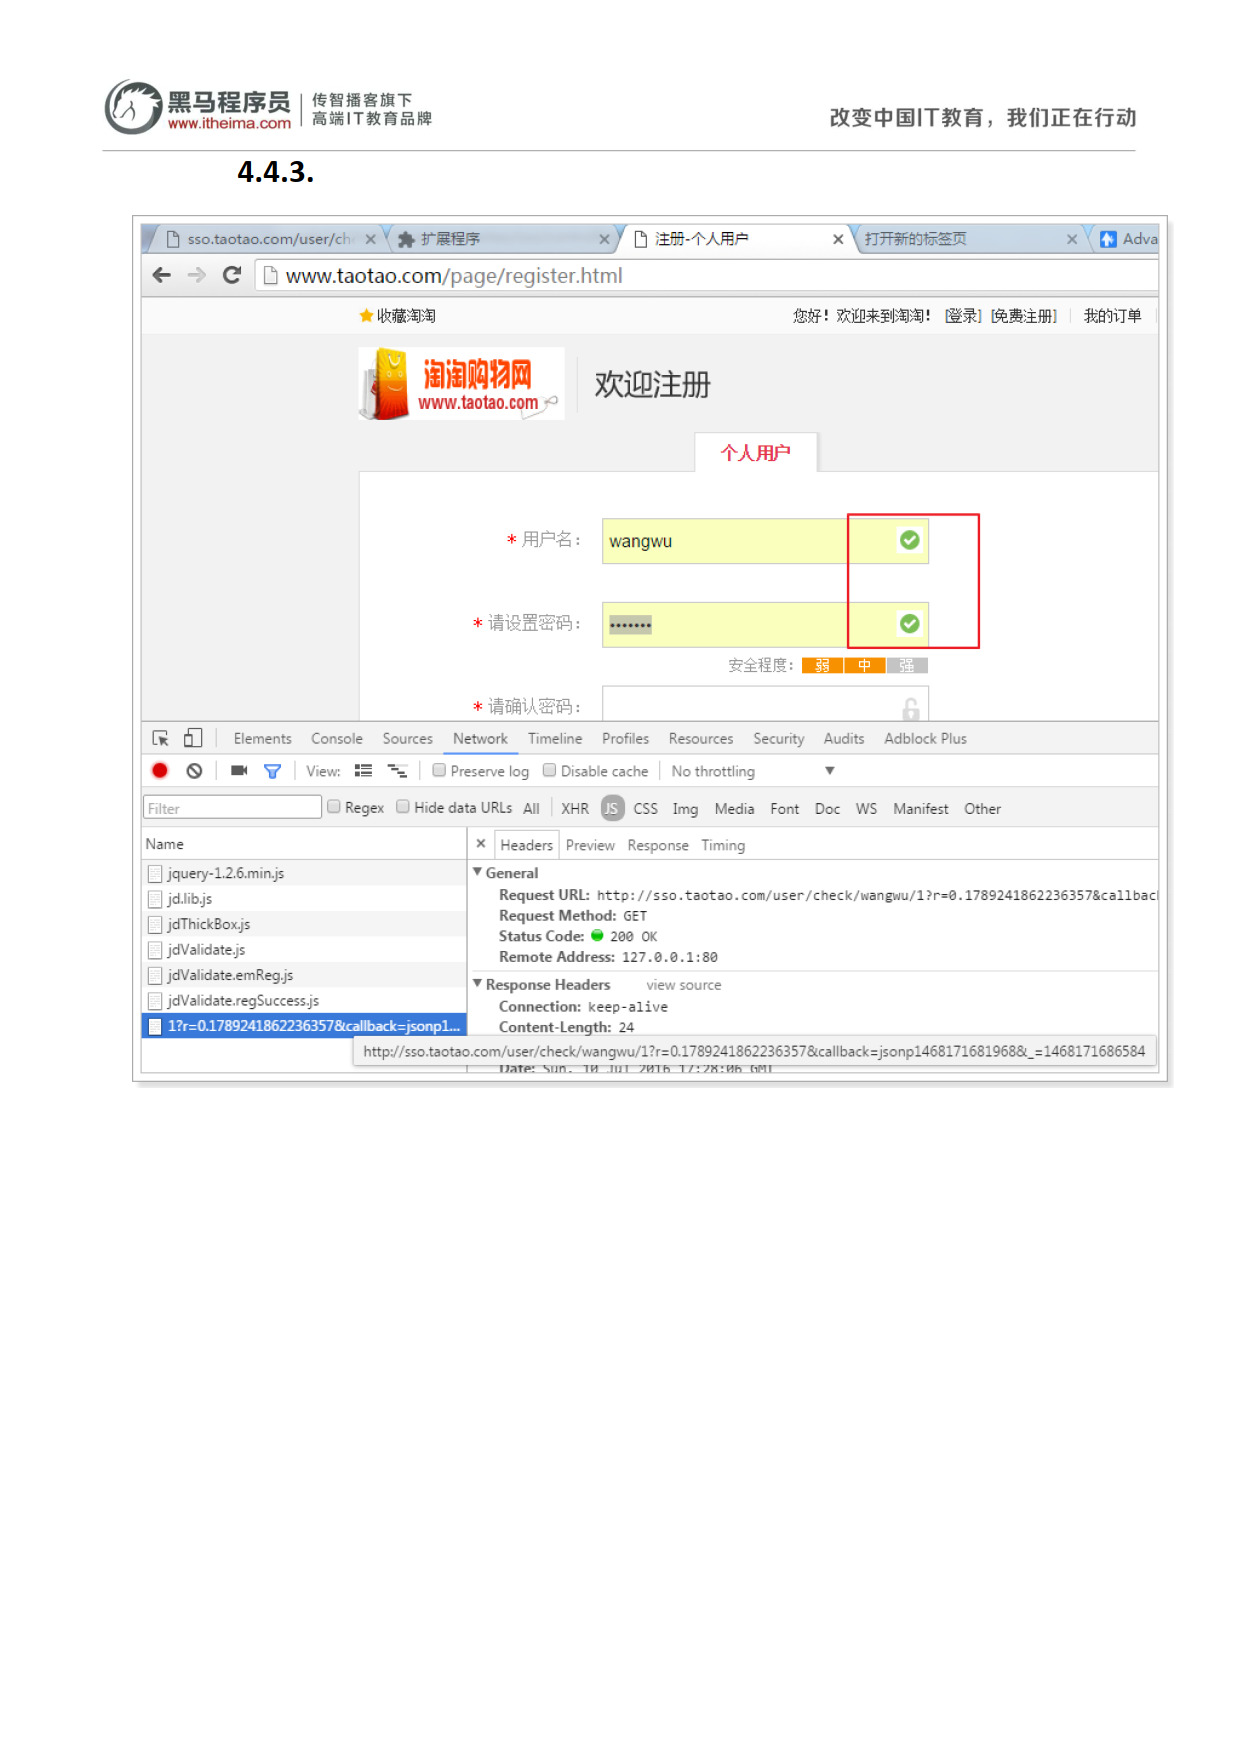 黑马程序员
www.itheima.com
传智播客旗下
高端IT教育品牌
改变中国IT教育，我们正在行动
4.4.3.
sso.taotao.com/user/ch
扩展程序
注册-个人用户
打开新的标签页
Adva
www.taotao.com/page/register.html
收藏淘淘
您好！欢迎来到淘淘！ [登录] [免费注册] 我的订单
淘淘购物网
www.taotao.com
欢迎注册
个人用户
* 用户名： wangwu
* 请设置密码： •••••••
安全程度： 弱 中 强
* 请确认密码：
Elements Console Sources Network Timeline Profiles Resources Security Audits Adblock Plus
View: Preserve log Disable cache No throttling
Filter Regex Hide data URLs All XHR JS CSS Img Media Font Doc WS Manifest Other
Name
jquery-1.2.6.min.js
jd.lib.js
jdThickBox.js
jdValidate.js
jdValidate.emReg.js
jdValidate.regSuccess.js
1?r=0.1789241862236357&callback=jsonp1...
Headers Preview Response Timing
General
Request URL: http://sso.taotao.com/user/check/wangwu/1?r=0.1789241862236357&callbac
Request Method: GET
Status Code: 200 OK
Remote Address: 127.0.0.1:80
Response Headers view source
Connection: keep-alive
Content-Length: 24
http://sso.taotao.com/user/check/wangwu/1?r=0.1789241862236357&callback=jsonp1468171681968&_=1468171686584
Date: Sun, 10 Jul 2016 17:28:06 GMT